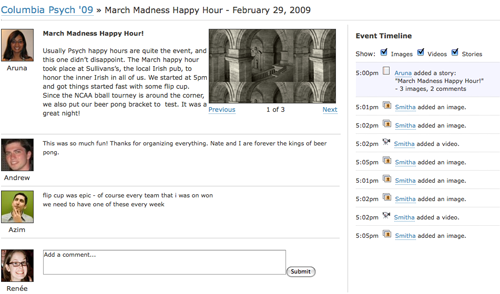 Columbia Psych '09 » March Madness Happy Hour - February 29, 2009
March Madness Happy Hour!
Usually Psych happy hours are quite the event, and
this one didn't disappoint. The March happy hour
took place at Sullivans's, the local Irish pub, to
honor the inner Irish in all of us. We started at 5pm
and got things started fast with some flip cup.
Since the NCAA bball tourney is around the corner,
we also put our beer pong bracket to test. It was a
great night!
Aruna
Previous 1 of 3 Next
This was so much fun! Thanks for organizing everything. Nate and I are forever the kings of beer
pong.
Andrew
flip cup was epic - of course every team that i was on won
we need to have one of these every week
Azim
Add a comment...
Submit
Renée
Event Timeline
Show: Images Videos Stories
5:00pm Aruna added a story:
"March Madness Happy Hour!"
- 3 images, 2 comments
5:01pm Smitha added an image.
5:02pm Smitha added an image.
5:02pm Smitha added a video.
5:05pm Smitha added an image.
5:01pm Smitha added an image.
5:02pm Smitha added an image.
5:02pm Smitha added a video.
5:05pm Smitha added an image.